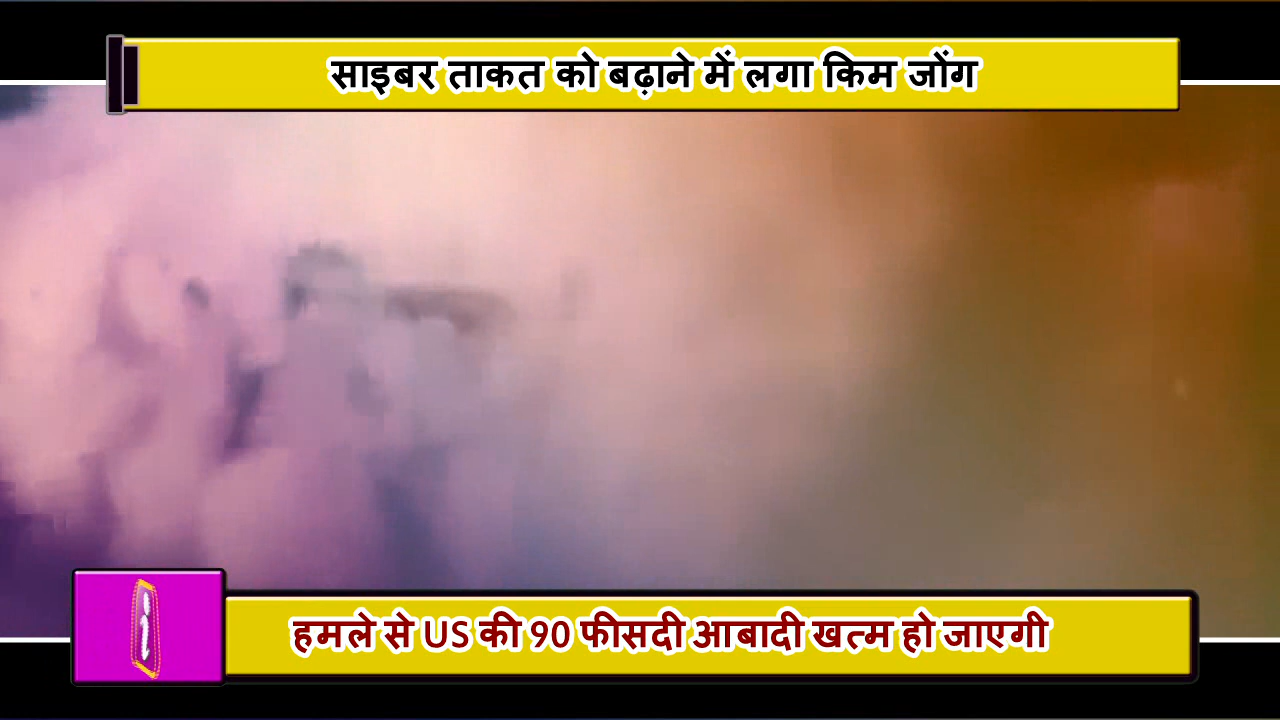 साइबर ताकत को बढ़ाने में लगा किम जोंग
हमले से US की 90 फीसदी आबादी खत्म हो जाएगी